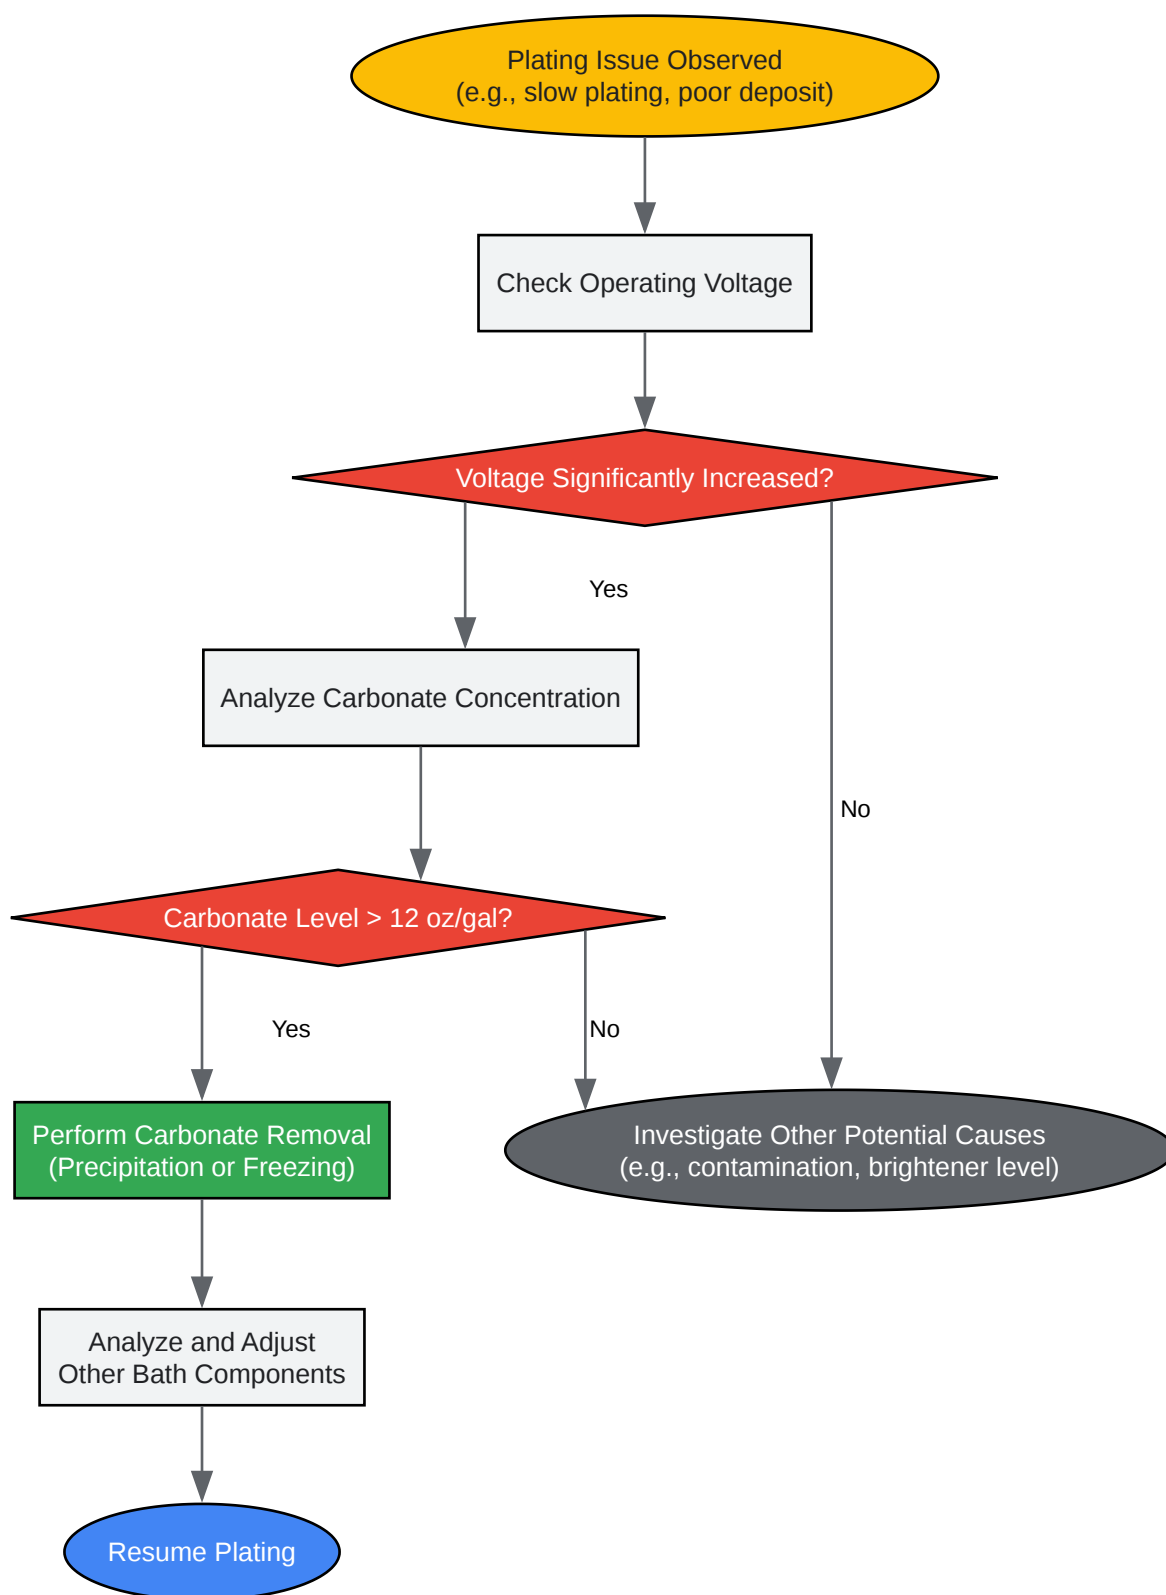 Plating Issue Observed
(e.g., slow plating, poor deposit)
Check Operating Voltage
Voltage Significantly Increased?
Yes
Analyze Carbonate Concentration
No
Carbonate Level > 12 oz/gal?
Yes
No
Perform Carbonate Removal
(Precipitation or Freezing)
Investigate Other Potential Causes
(e.g., contamination, brightener level)
Analyze and Adjust
Other Bath Components
Resume Plating